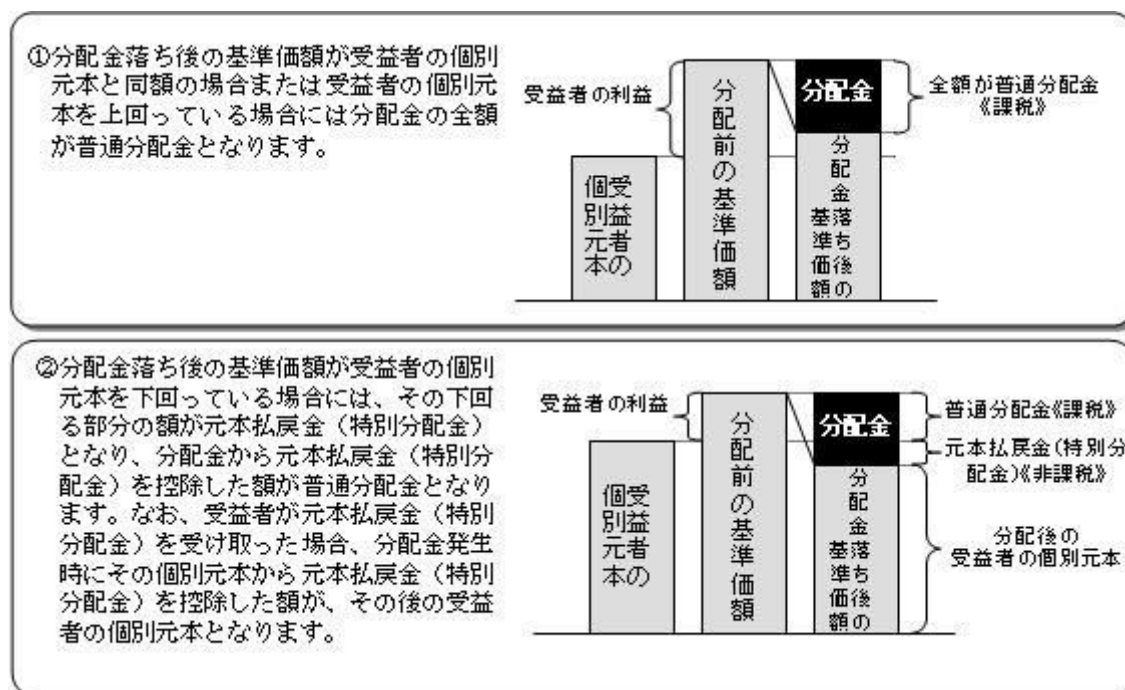 ①分配金落ち後の基準価額が受益者の個別
元本と同額の場合または受益者の個別元
本を上回っている場合には分配金の全額
が普通分配金となります。
受益者の利益
受益者の
個別元本
分配前の基準価額
分配金
分配金落ち後の
基準価額
全額が普通分配金
《課税》
②分配金落ち後の基準価額が受益者の個別
元本を下回っている場合には、その下回
る部分の額が元本払戻金（特別分配金）
となり、分配金から元本払戻金（特別分
配金）を控除した額が普通分配金となり
ます。なお、受益者が元本払戻金（特別
分配金）を受け取った場合、分配金発生
時にその個別元本から元本払戻金（特別
分配金）を控除した額が、その後の受益
者の個別元本となります。
受益者の利益
受益者の
個別元本
分配前の基準価額
分配金
分配金落ち後の
基準価額
普通分配金《課税》
元本払戻金(特別分
配金)《非課税》
分配後の
受益者の個別元本